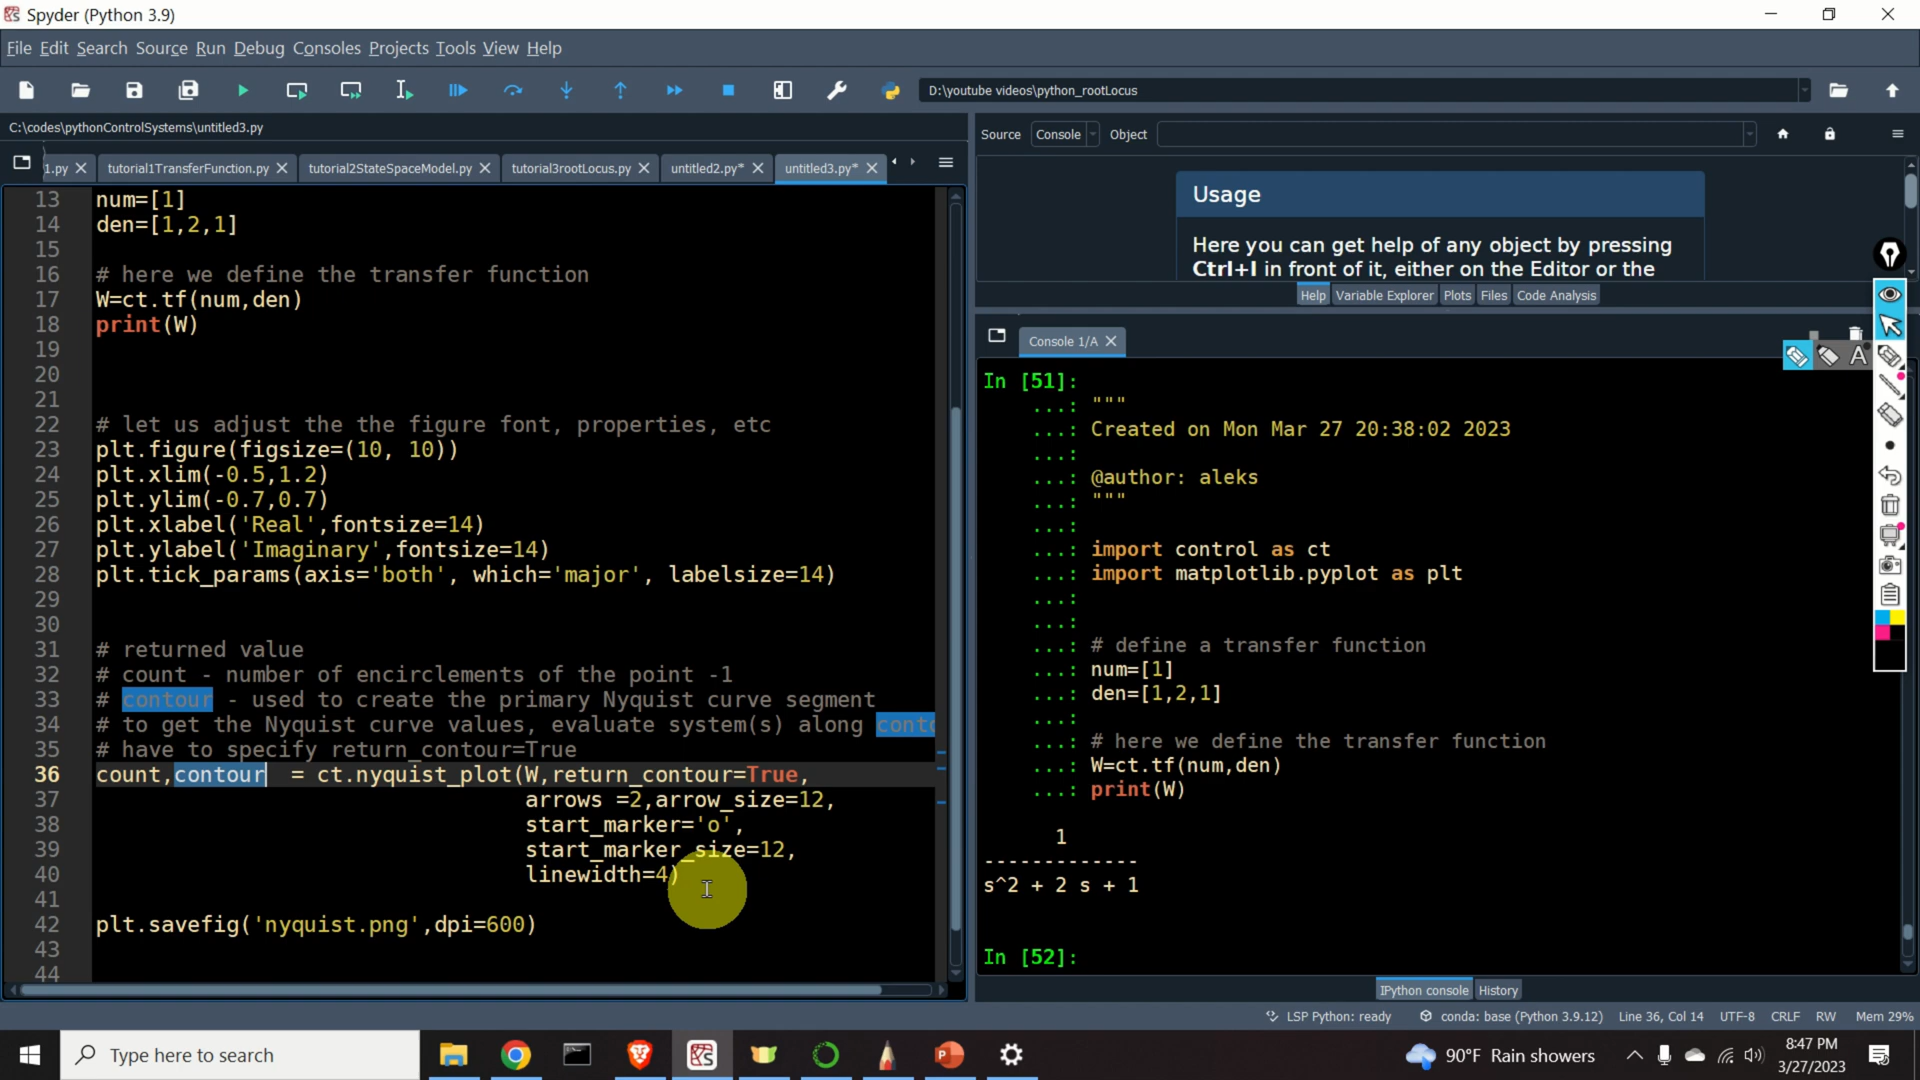 Spyder (Python 3.9)
File Edit Search Source Run Debug Consoles Projects Tools View Help
D:\youtube videos\python_rootLocus
C:\codes\pythonControlSystems\untitled3.py
1.py tutorial1TransferFunction.py tutorial2StateSpaceModel.py tutorial3rootLocus.py untitled2.py* untitled3.py*
13 num=[1]
14 den=[1,2,1]
15
16 # here we define the transfer function
17 W=ct.tf(num,den)
18 print(W)
19
20
21
22 # let us adjust the the figure font, properties, etc
23 plt.figure(figsize=(10, 10))
24 plt.xlim(-0.5,1.2)
25 plt.ylim(-0.7,0.7)
26 plt.xlabel('Real',fontsize=14)
27 plt.ylabel('Imaginary',fontsize=14)
28 plt.tick_params(axis='both', which='major', labelsize=14)
29
30
31 # returned value
32 # count - number of encirclements of the point -1
33 # contour - used to create the primary Nyquist curve segment
34 # to get the Nyquist curve values, evaluate system(s) along conto
35 # have to specify return_contour=True
36 count,contour  = ct.nyquist_plot(W,return_contour=True,
37 arrows =2,arrow_size=12,
38 start_marker='o',
39 start_marker_size=12,
40 linewidth=4)
41
42 plt.savefig('nyquist.png',dpi=600)
43
44
Source Console Object
Usage
Here you can get help of any object by pressing
Ctrl+I in front of it, either on the Editor or the
Help Variable Explorer Plots Files Code Analysis
Console 1/A
A
In [51]:
...: """
...: Created on Mon Mar 27 20:38:02 2023
...:
...: @author: aleks
...: """
...:
...: import control as ct
...: import matplotlib.pyplot as plt
...:
...:
...: # define a transfer function
...: num=[1]
...: den=[1,2,1]
...:
...: # here we define the transfer function
...: W=ct.tf(num,den)
...: print(W)
1
-------------
s^2 + 2 s + 1
In [52]:
IPython console History
LSP Python: ready conda: base (Python 3.9.12) Line 36, Col 14 UTF-8 CRLF RW Mem 29%
Type here to search
90°F Rain showers
8:47 PM
3/27/2023